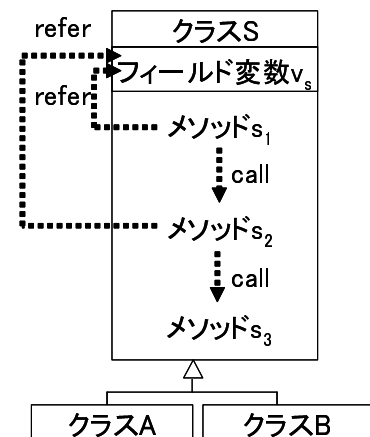 refer
クラスS
フィールド変数vₛ
refer
メソッドs₁
call
メソッドs₂
call
メソッドs₃
クラスA
クラスB